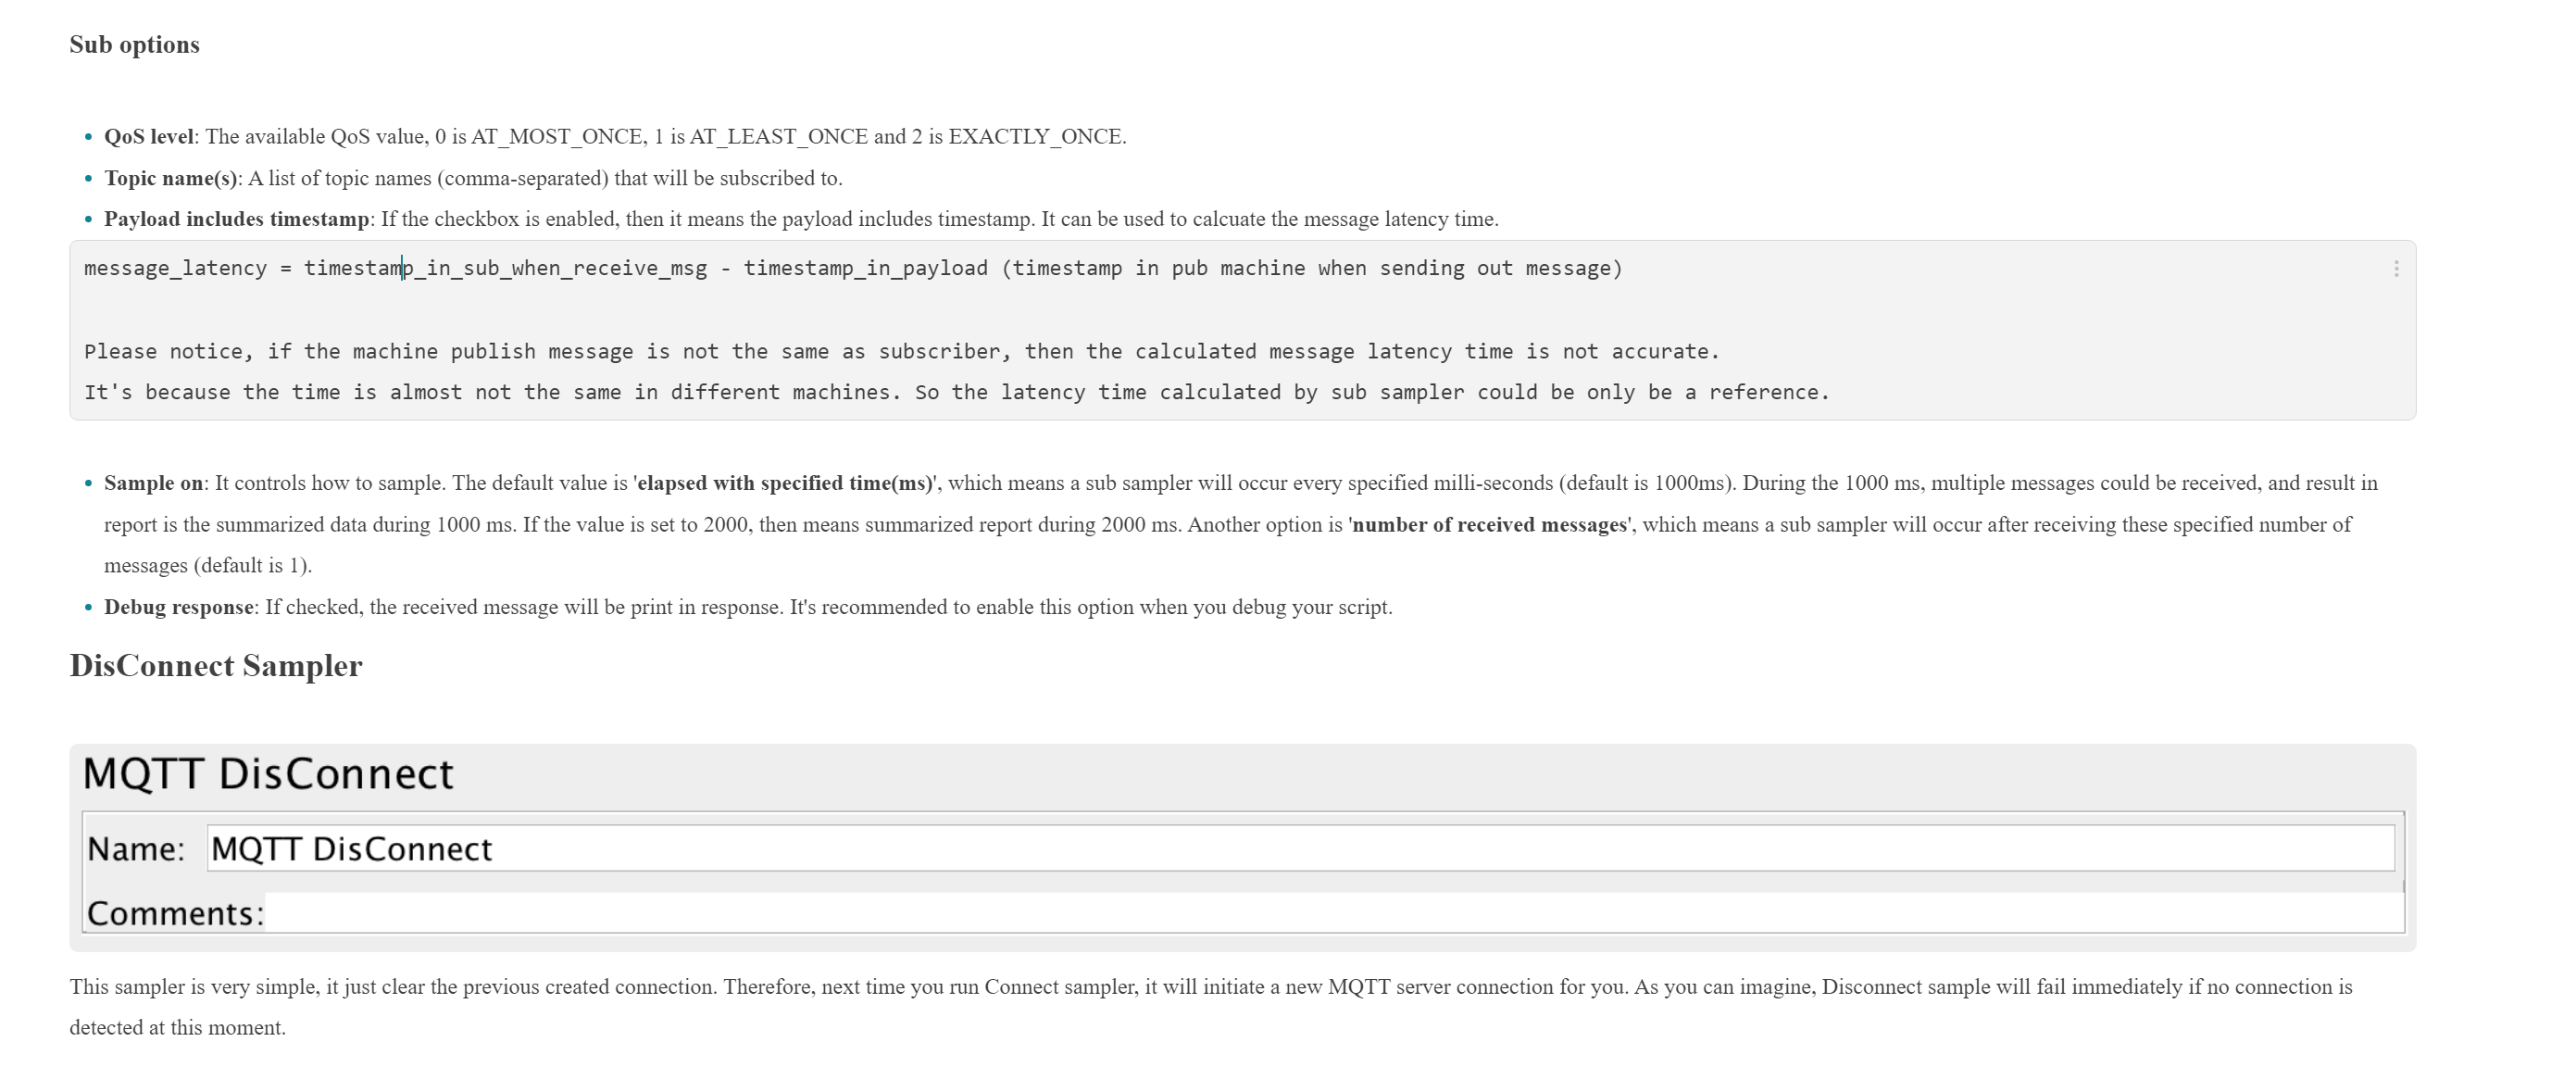 Sub options
QoS level: The available QoS value, 0 is AT_MOST_ONCE, 1 is AT_LEAST_ONCE and 2 is EXACTLY_ONCE.
Topic name(s): A list of topic names (comma-separated) that will be subscribed to.
Payload includes timestamp: If the checkbox is enabled, then it means the payload includes timestamp. It can be used to calcuate the message latency time.
message_latency = timestamp_in_sub_when_receive_msg - timestamp_in_payload (timestamp in pub machine when sending out message)
Please notice, if the machine publish message is not the same as subscriber, then the calculated message latency time is not accurate.
It's because the time is almost not the same in different machines. So the latency time calculated by sub sampler could be only be a reference.
Sample on: It controls how to sample. The default value is 'elapsed with specified time(ms)', which means a sub sampler will occur every specified milli-seconds (default is 1000ms). During the 1000 ms, multiple messages could be received, and result in
report is the summarized data during 1000 ms. If the value is set to 2000, then means summarized report during 2000 ms. Another option is 'number of received messages', which means a sub sampler will occur after receiving these specified number of
messages (default is 1).
Debug response: If checked, the received message will be print in response. It's recommended to enable this option when you debug your script.
DisConnect Sampler
MQTT DisConnect
Name: MQTT DisConnect
Comments:
This sampler is very simple, it just clear the previous created connection. Therefore, next time you run Connect sampler, it will initiate a new MQTT server connection for you. As you can imagine, Disconnect sample will fail immediately if no connection is
detected at this moment.